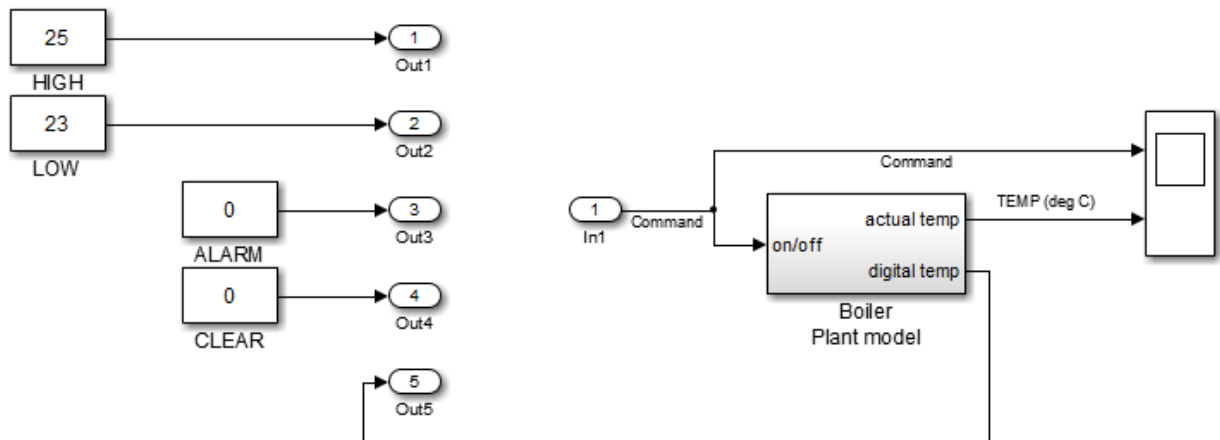 25
HIGH
1
Out1
23
LOW
2
Out2
0
ALARM
3
Out3
0
CLEAR
4
Out4
5
Out5
1
In1
Command
Command
TEMP (deg C)
on/off
actual temp
digital temp
Boiler
Plant model